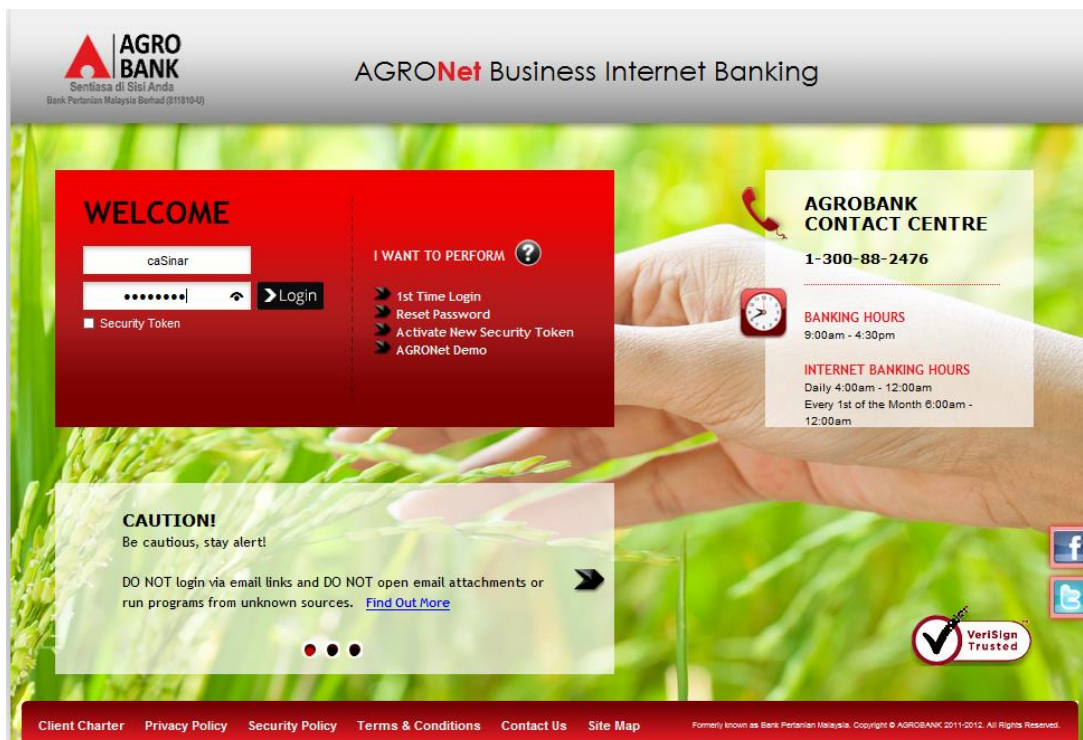 AGRO
BANK
Sentiasa di Sisi Anda
Bank Pertanian Malaysia Berhad (811810-U)
AGRONet Business Internet Banking
WELCOME
caSinar
••••••••
Login
Security Token
I WANT TO PERFORM ?
1st Time Login
Reset Password
Activate New Security Token
AGRONet Demo
AGROBANK
CONTACT CENTRE
1-300-88-2476
BANKING HOURS
9:00am - 4:30pm
INTERNET BANKING HOURS
Daily 4:00am - 12:00am
Every 1st of the Month 6:00am -
12:00am
CAUTION!
Be cautious, stay alert!
DO NOT login via email links and DO NOT open email attachments or
run programs from unknown sources. Find Out More
VeriSign
Trusted
Client Charter Privacy Policy Security Policy Terms & Conditions Contact Us Site Map Formerly known as Bank Pertanian Malaysia. Copyright © AGROBANK 2011-2012. All Rights Reserved.